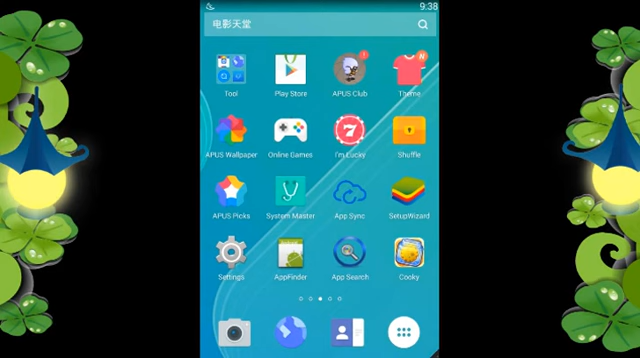 9:38
电影天堂
Tool
Play Store
APUS Club
Theme
N
APUS Wallpaper
Online Games
I'm Lucky
Shuffle
7
APUS Picks
System Master
App Sync
SetupWizard
Settings
AppFinder
App Search
Cooky